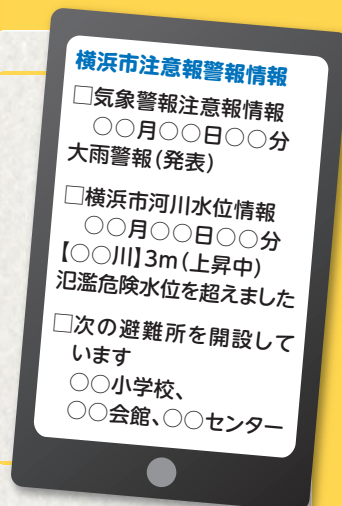 横浜市注意報警報情報
□気象警報注意報情報
○○月○○日○○分
大雨警報(発表)
□横浜市河川水位情報
○○月○○日○○分
【○○川】3m(上昇中)
氾濫危険水位を超えました
□次の避難所を開設して
います
○○小学校、
○○会館、○○センター